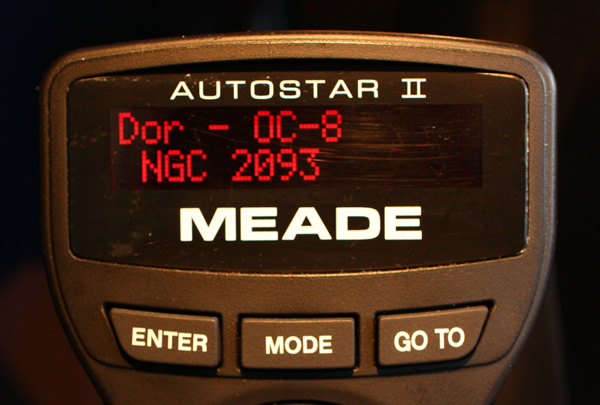 AUTOSTAR II
Dor - OC-8
NGC 2093
MEADE
ENTER MODE GO TO